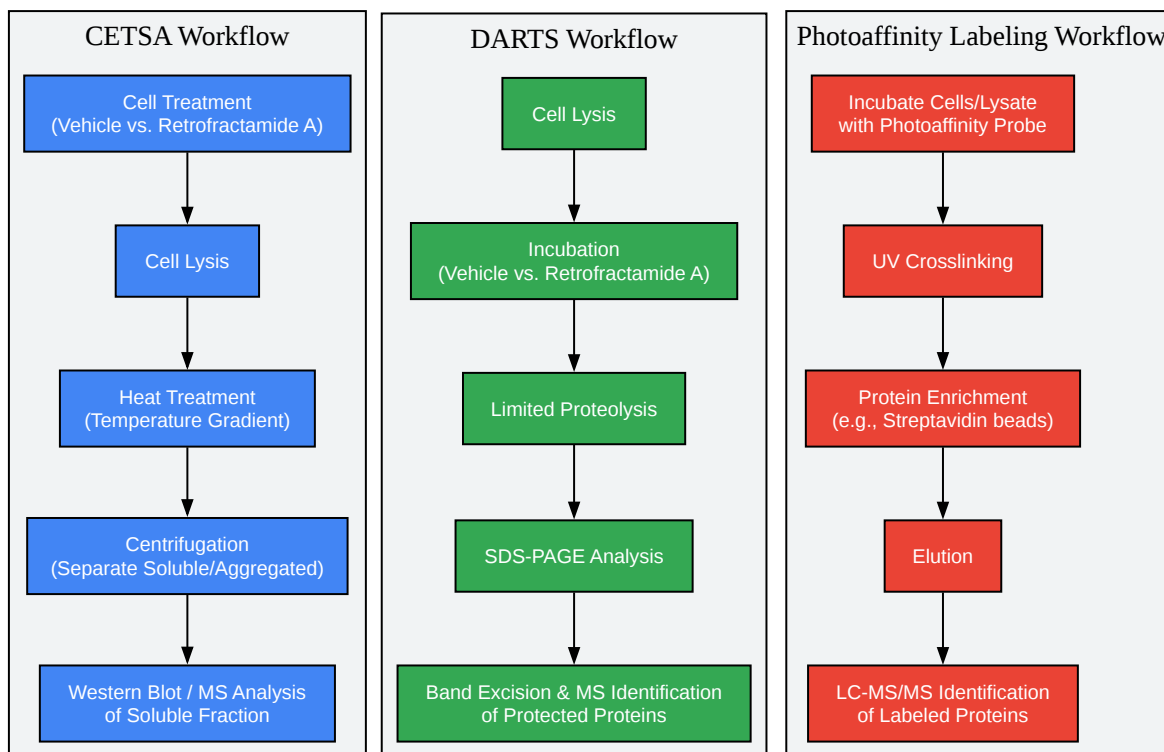 CETSA Workflow
Cell Treatment
(Vehicle vs. Retrofractamide A)
Cell Lysis
Heat Treatment
(Temperature Gradient)
Centrifugation
(Separate Soluble/Aggregated)
Western Blot / MS Analysis
of Soluble Fraction
DARTS Workflow
Cell Lysis
Incubation
(Vehicle vs. Retrofractamide A)
Limited Proteolysis
SDS-PAGE Analysis
Band Excision & MS Identification
of Protected Proteins
Photoaffinity Labeling Workflow
Incubate Cells/Lysate
with Photoaffinity Probe
UV Crosslinking
Protein Enrichment
(e.g., Streptavidin beads)
Elution
LC-MS/MS Identification
of Labeled Proteins